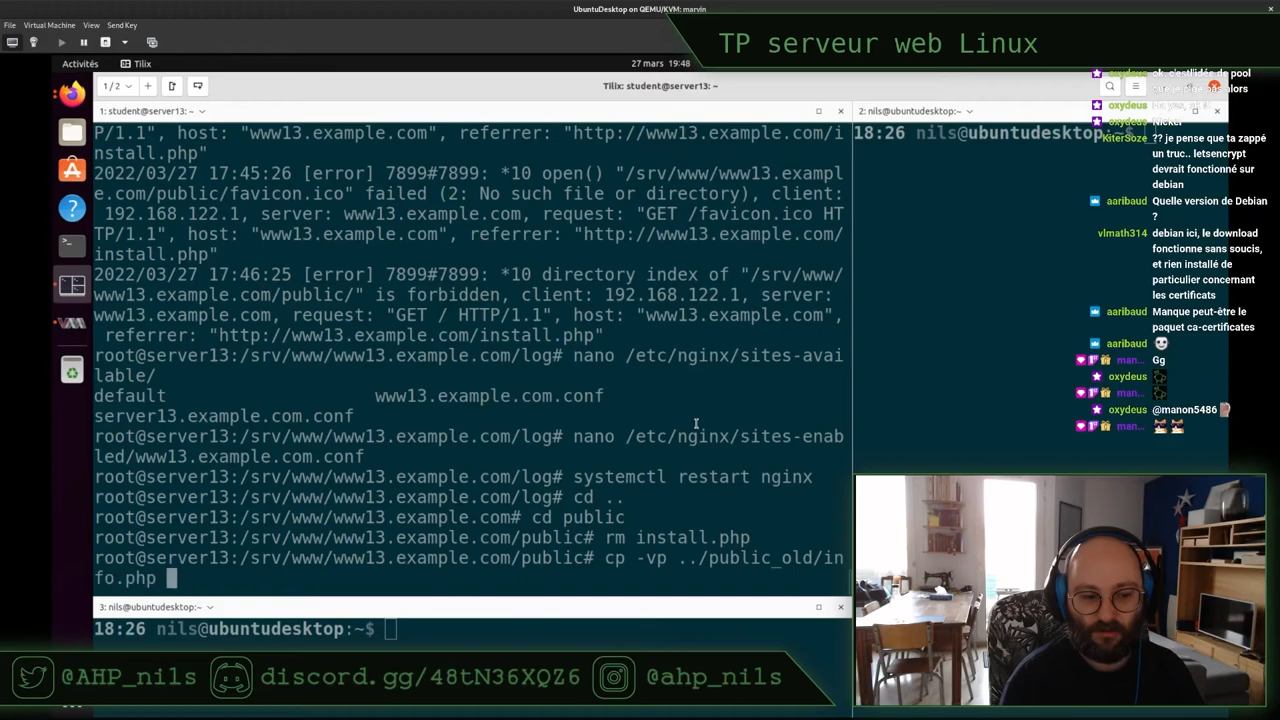 UbuntuDesktop on QEMU/KVM: marvin
File Virtual Machine View Send Key
TP serveur web Linux
Activités Tilix 27 mars 19:48
1 / 2 Tilix: student@server13: ~
1: student@server13: ~
P/1.1", host: "www13.example.com", referrer: "http://www13.example.com/i
nstall.php"
2022/03/27 17:45:26 [error] 7899#7899: *10 open() "/srv/www/www13.exampl
e.com/public/favicon.ico" failed (2: No such file or directory), client:
 192.168.122.1, server: www13.example.com, request: "GET /favicon.ico HT
TP/1.1", host: "www13.example.com", referrer: "http://www13.example.com/
install.php"
2022/03/27 17:46:25 [error] 7899#7899: *10 directory index of "/srv/www/
www13.example.com/public/" is forbidden, client: 192.168.122.1, server: 
www13.example.com, request: "GET / HTTP/1.1", host: "www13.example.com",
 referrer: "http://www13.example.com/install.php"
root@server13:/srv/www/www13.example.com/log# nano /etc/nginx/sites-avai
lable/
default www13.example.com.conf
server13.example.com.conf
root@server13:/srv/www/www13.example.com/log# nano /etc/nginx/sites-enab
led/www13.example.com.conf
root@server13:/srv/www/www13.example.com/log# systemctl restart nginx
root@server13:/srv/www/www13.example.com/log# cd ..
root@server13:/srv/www/www13.example.com# cd public
root@server13:/srv/www/www13.example.com/public# rm install.php
root@server13:/srv/www/www13.example.com/public# cp -vp ../public_old/in
fo.php
2: nils@ubuntudesktop: ~
18:26 nils@ubuntudesktop:~$
3: nils@ubuntudesktop: ~
18:26 nils@ubuntudesktop:~$
oxydeus ok, c'est l'idée de pool
oxydeus
oxydeus Nickel
KiterSoze_ ?? je pense que ta zappé
un truc.. letsencrypt
devrait fonctionné sur
debian
aaribaud Quelle version de Debian
?
vlmath314 debian ici, le download
fonctionne sans soucis,
et rien installé de
particulier concernant
les certificats
aaribaud Manque peut-être le
paquet ca-certificates
aaribaud
man... Gg
oxydeus
man...
oxydeus @manon5486
man...
@AHP_nils discord.gg/48tN36XQZ6 @ahp_nils